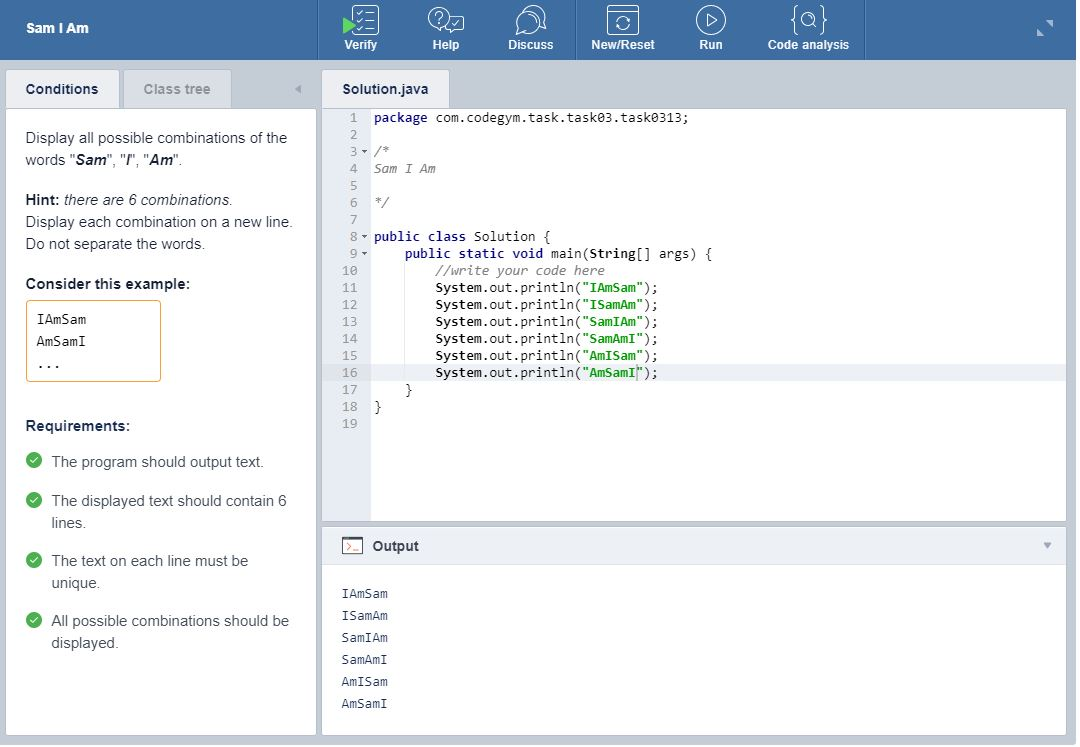 Sam I Am
Verify
Help
Discuss
New/Reset
Run
Code analysis
Conditions
Class tree
Display all possible combinations of the
words "Sam", "I", "Am".
Hint: there are 6 combinations.
Display each combination on a new line.
Do not separate the words.
Consider this example:
IAmSam
AmSamI
...
Requirements:
The program should output text.
The displayed text should contain 6
lines.
The text on each line must be
unique.
All possible combinations should be
displayed.
Solution.java
1 package com.codegym.task.task03.task0313;
2
3 /*
4 Sam I Am
5
6 */
7
8 public class Solution {
9     public static void main(String[] args) {
10         //write your code here
11         System.out.println("IAmSam");
12         System.out.println("ISamAm");
13         System.out.println("SamIAm");
14         System.out.println("SamAmI");
15         System.out.println("AmISam");
16         System.out.println("AmSamI");
17     }
18 }
19
Output
IAmSam
ISamAm
SamIAm
SamAmI
AmISam
AmSamI